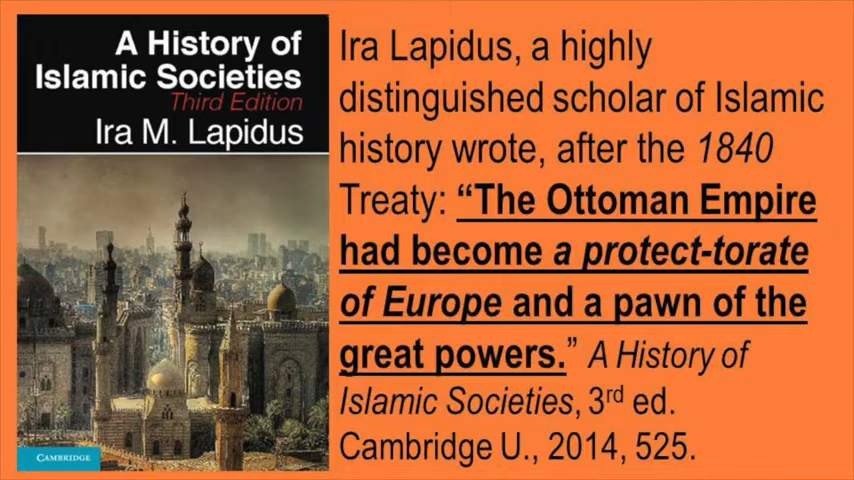 A History of
Islamic Societies
Third Edition
Ira M. Lapidus
CAMBRIDGE
Ira Lapidus, a highly
distinguished scholar of Islamic
history wrote, after the 1840
Treaty: “The Ottoman Empire
had become a protect-torate
of Europe and a pawn of the
great powers.” A History of
Islamic Societies, 3rd ed.
Cambridge U., 2014, 525.